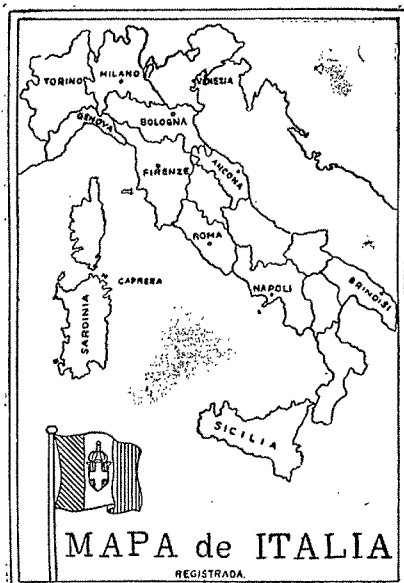 MILANO
TORINO
VENEZIA
BOLOGNA
GENOVA
FIRENZE
ANCONA
ROMA
CAPRERA
NAPOLI
BRINDISI
SARDINIA
SICILIA
MAPA de ITALIA
REGISTRADA.